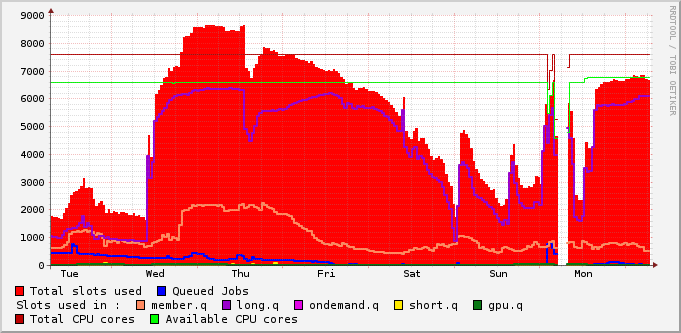 9000
8000
7000
6000
5000
4000
3000
2000
1000
0
Tue Wed Thu Fri Sat Sun Mon
Total slots used Queued Jobs
Slots used in : member.q long.q ondemand.q short.q gpu.q
Total CPU cores Available CPU cores
RRDTOOL / TOBI OETIKER